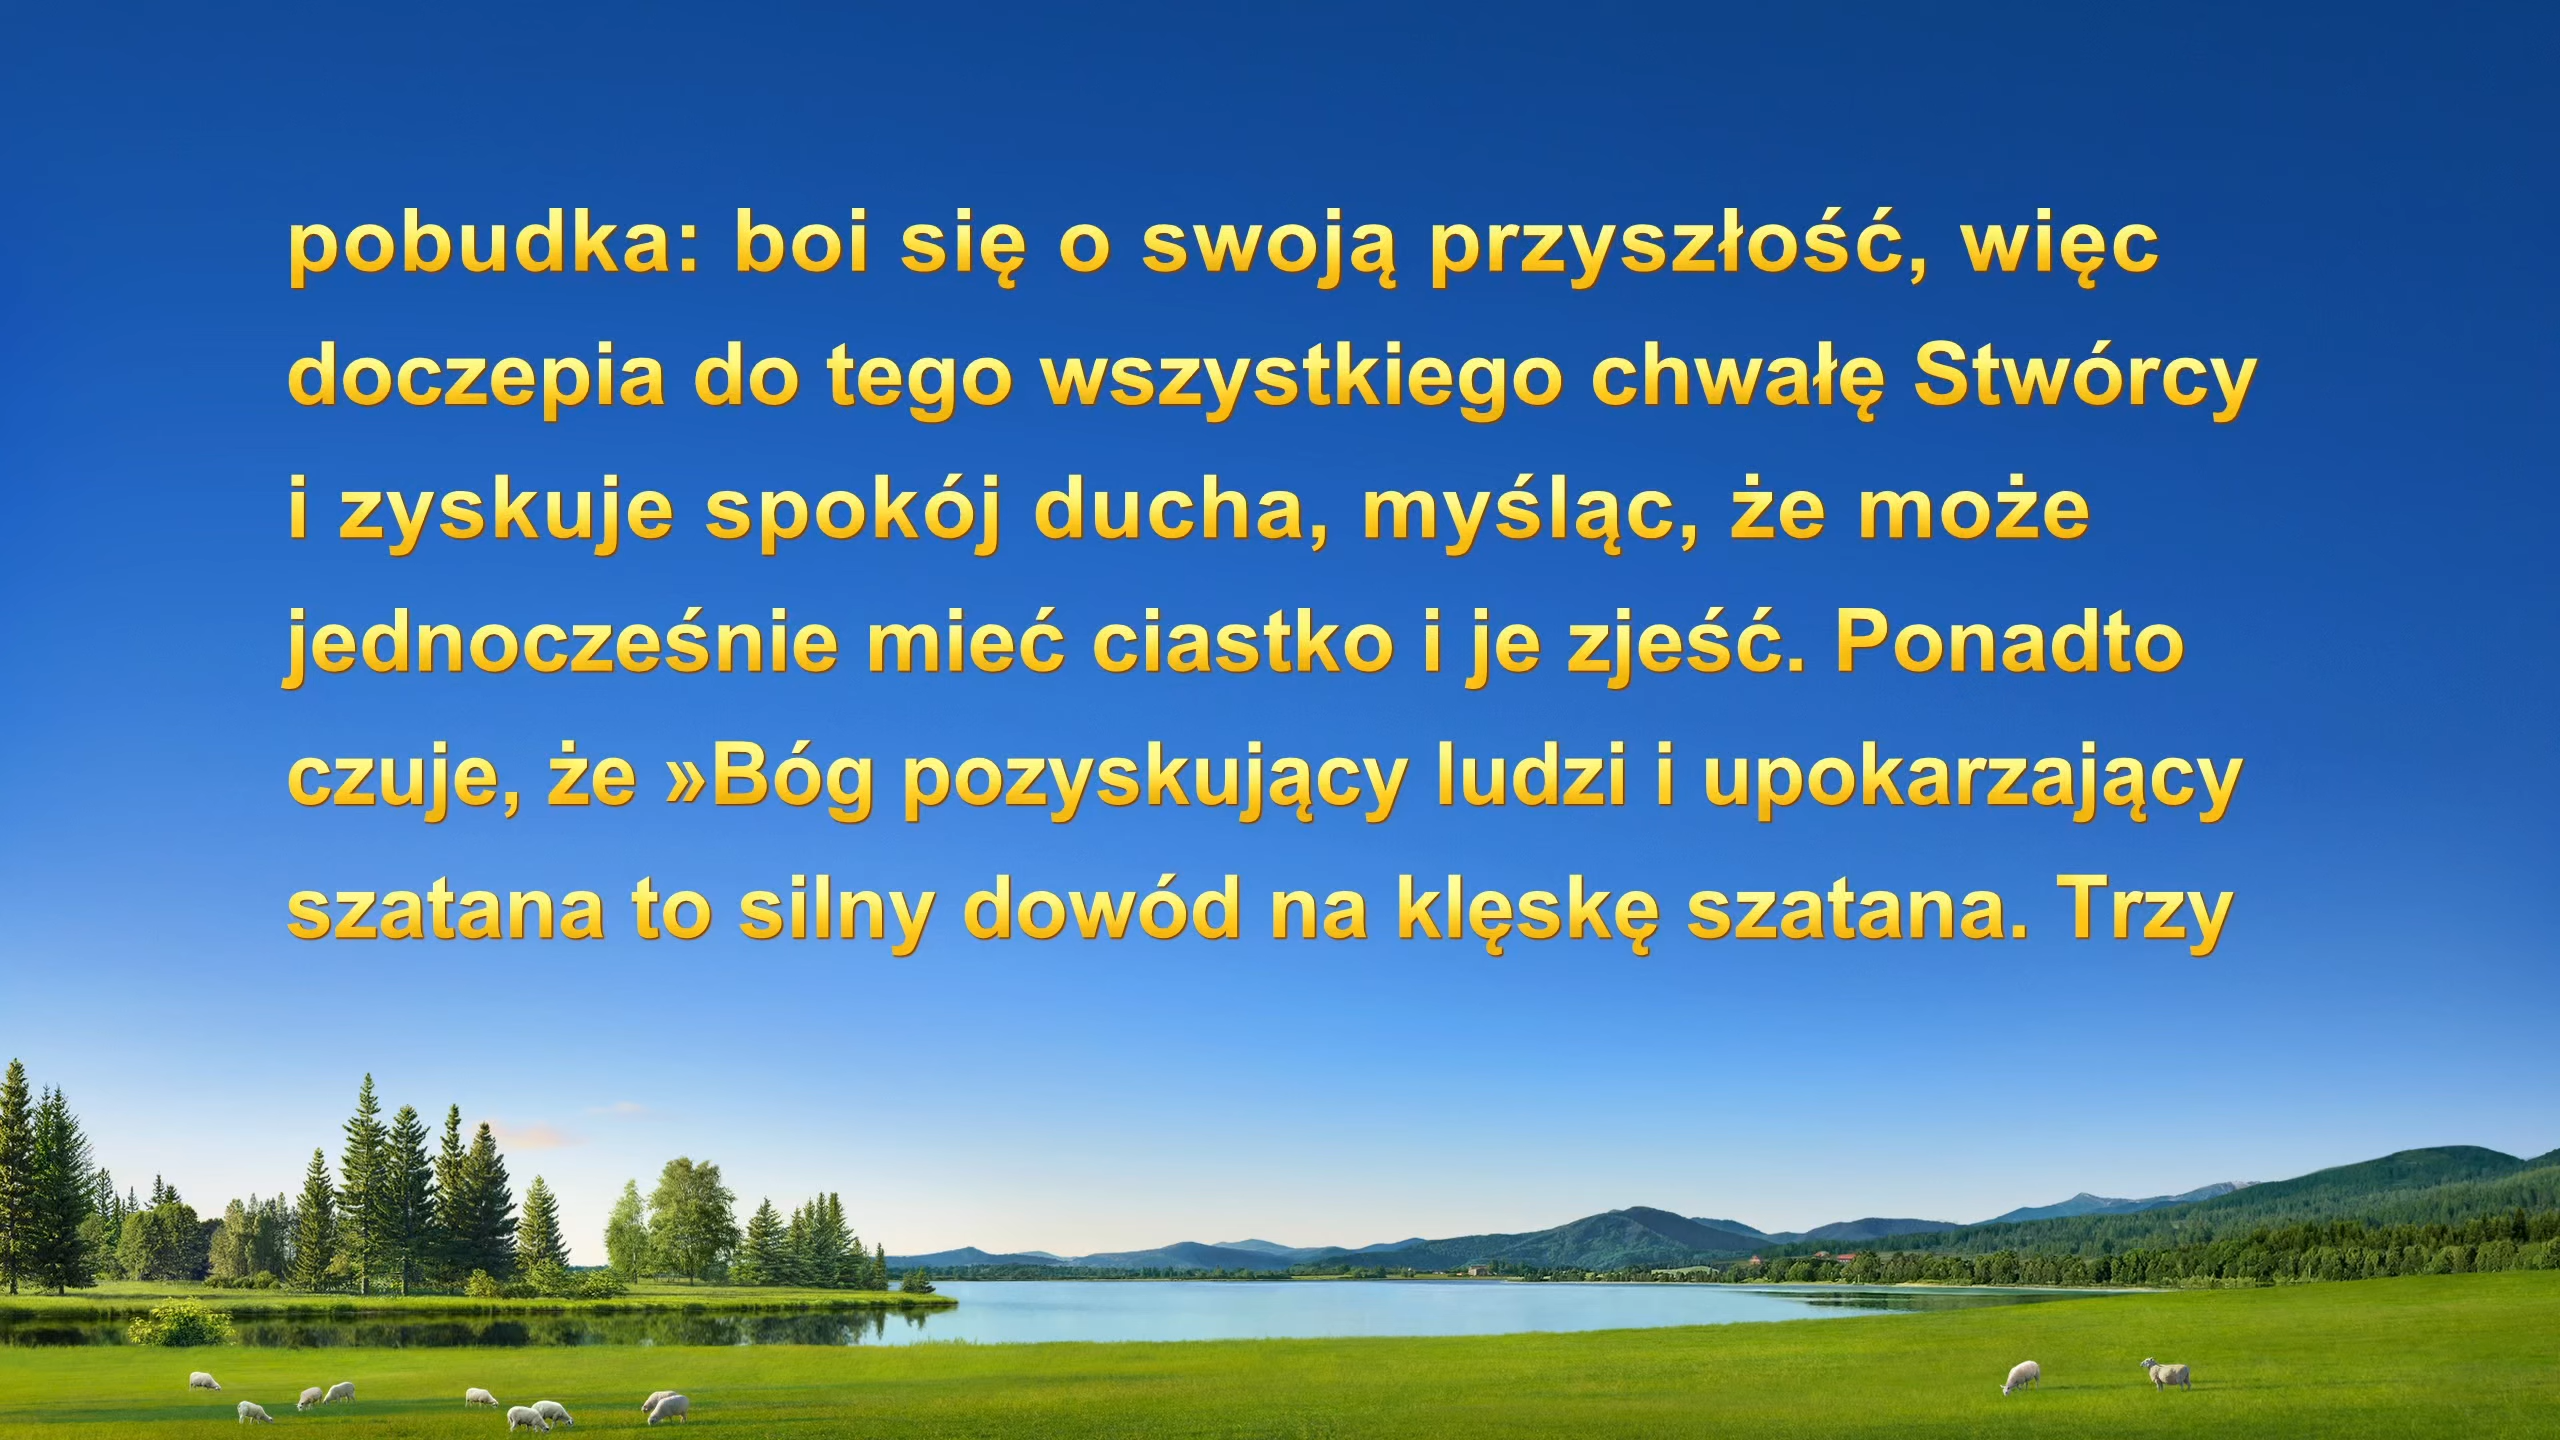 pobudka: boi się o swoją przyszłość, więc
doczepia do tego wszystkiego chwałę Stwórcy
i zyskuje spokój ducha, myśląc, że może
jednocześnie mieć ciastko i je zjeść. Ponadto
czuje, że »Bóg pozyskujący ludzi i upokarzający
szatana to silny dowód na klęskę szatana. Trzy